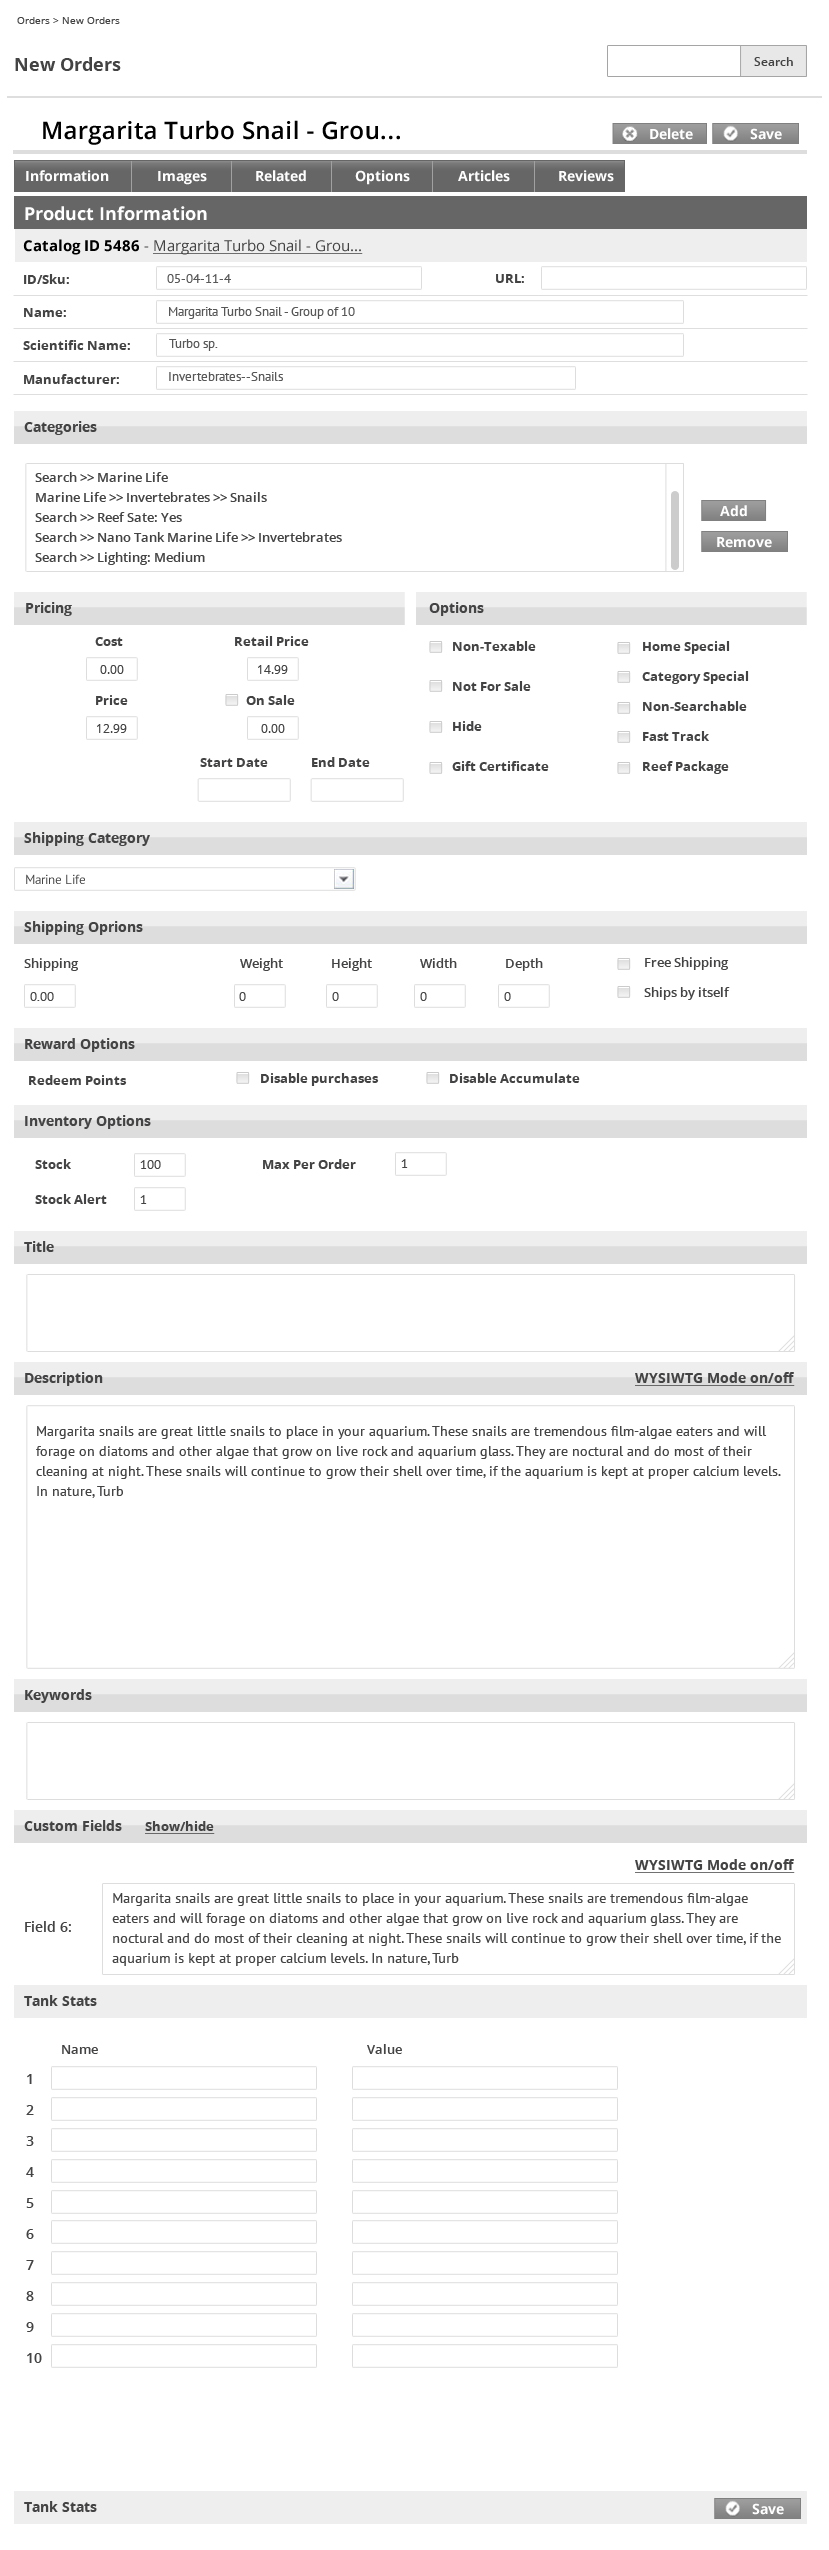 Orders > New Orders
New Orders
Search
Margarita Turbo Snail - Grou...
Delete
Save
Information Images Related Options Articles Reviews
Product Information
Catalog ID 5486 - Margarita Turbo Snail - Grou...
ID/Sku: 05-04-11-4 URL:
Name: Margarita Turbo Snail - Group of 10
Scientific Name: Turbo sp.
Manufacturer: Invertebrates--Snails
Categories
Search >> Marine Life
Marine Life >> Invertebrates >> Snails
Search >> Reef Sate: Yes
Search >> Nano Tank Marine Life >> Invertebrates
Search >> Lighting: Medium
Add
Remove
Pricing
Cost Retail Price
0.00 14.99
Price On Sale
12.99 0.00
Start Date End Date
Options
Non-Texable Home Special
Not For Sale Category Special
Hide Non-Searchable
Gift Certificate Fast Track
Reef Package
Shipping Category
Marine Life
Shipping Oprions
Shipping Weight Height Width Depth Free Shipping
0.00 0 0 0 0 Ships by itself
Reward Options
Redeem Points Disable purchases Disable Accumulate
Inventory Options
Stock 100 Max Per Order 1
Stock Alert 1
Title
Description WYSIWTG Mode on/off
Margarita snails are great little snails to place in your aquarium. These snails are tremendous film-algae eaters and will
forage on diatoms and other algae that grow on live rock and aquarium glass. They are noctural and do most of their
cleaning at night. These snails will continue to grow their shell over time, if the aquarium is kept at proper calcium levels.
In nature, Turb
Keywords
Custom Fields Show/hide
WYSIWTG Mode on/off
Field 6:
Margarita snails are great little snails to place in your aquarium. These snails are tremendous film-algae
eaters and will forage on diatoms and other algae that grow on live rock and aquarium glass. They are
noctural and do most of their cleaning at night. These snails will continue to grow their shell over time, if the
aquarium is kept at proper calcium levels. In nature, Turb
Tank Stats
Name Value
1
2
3
4
5
6
7
8
9
10
Tank Stats Save